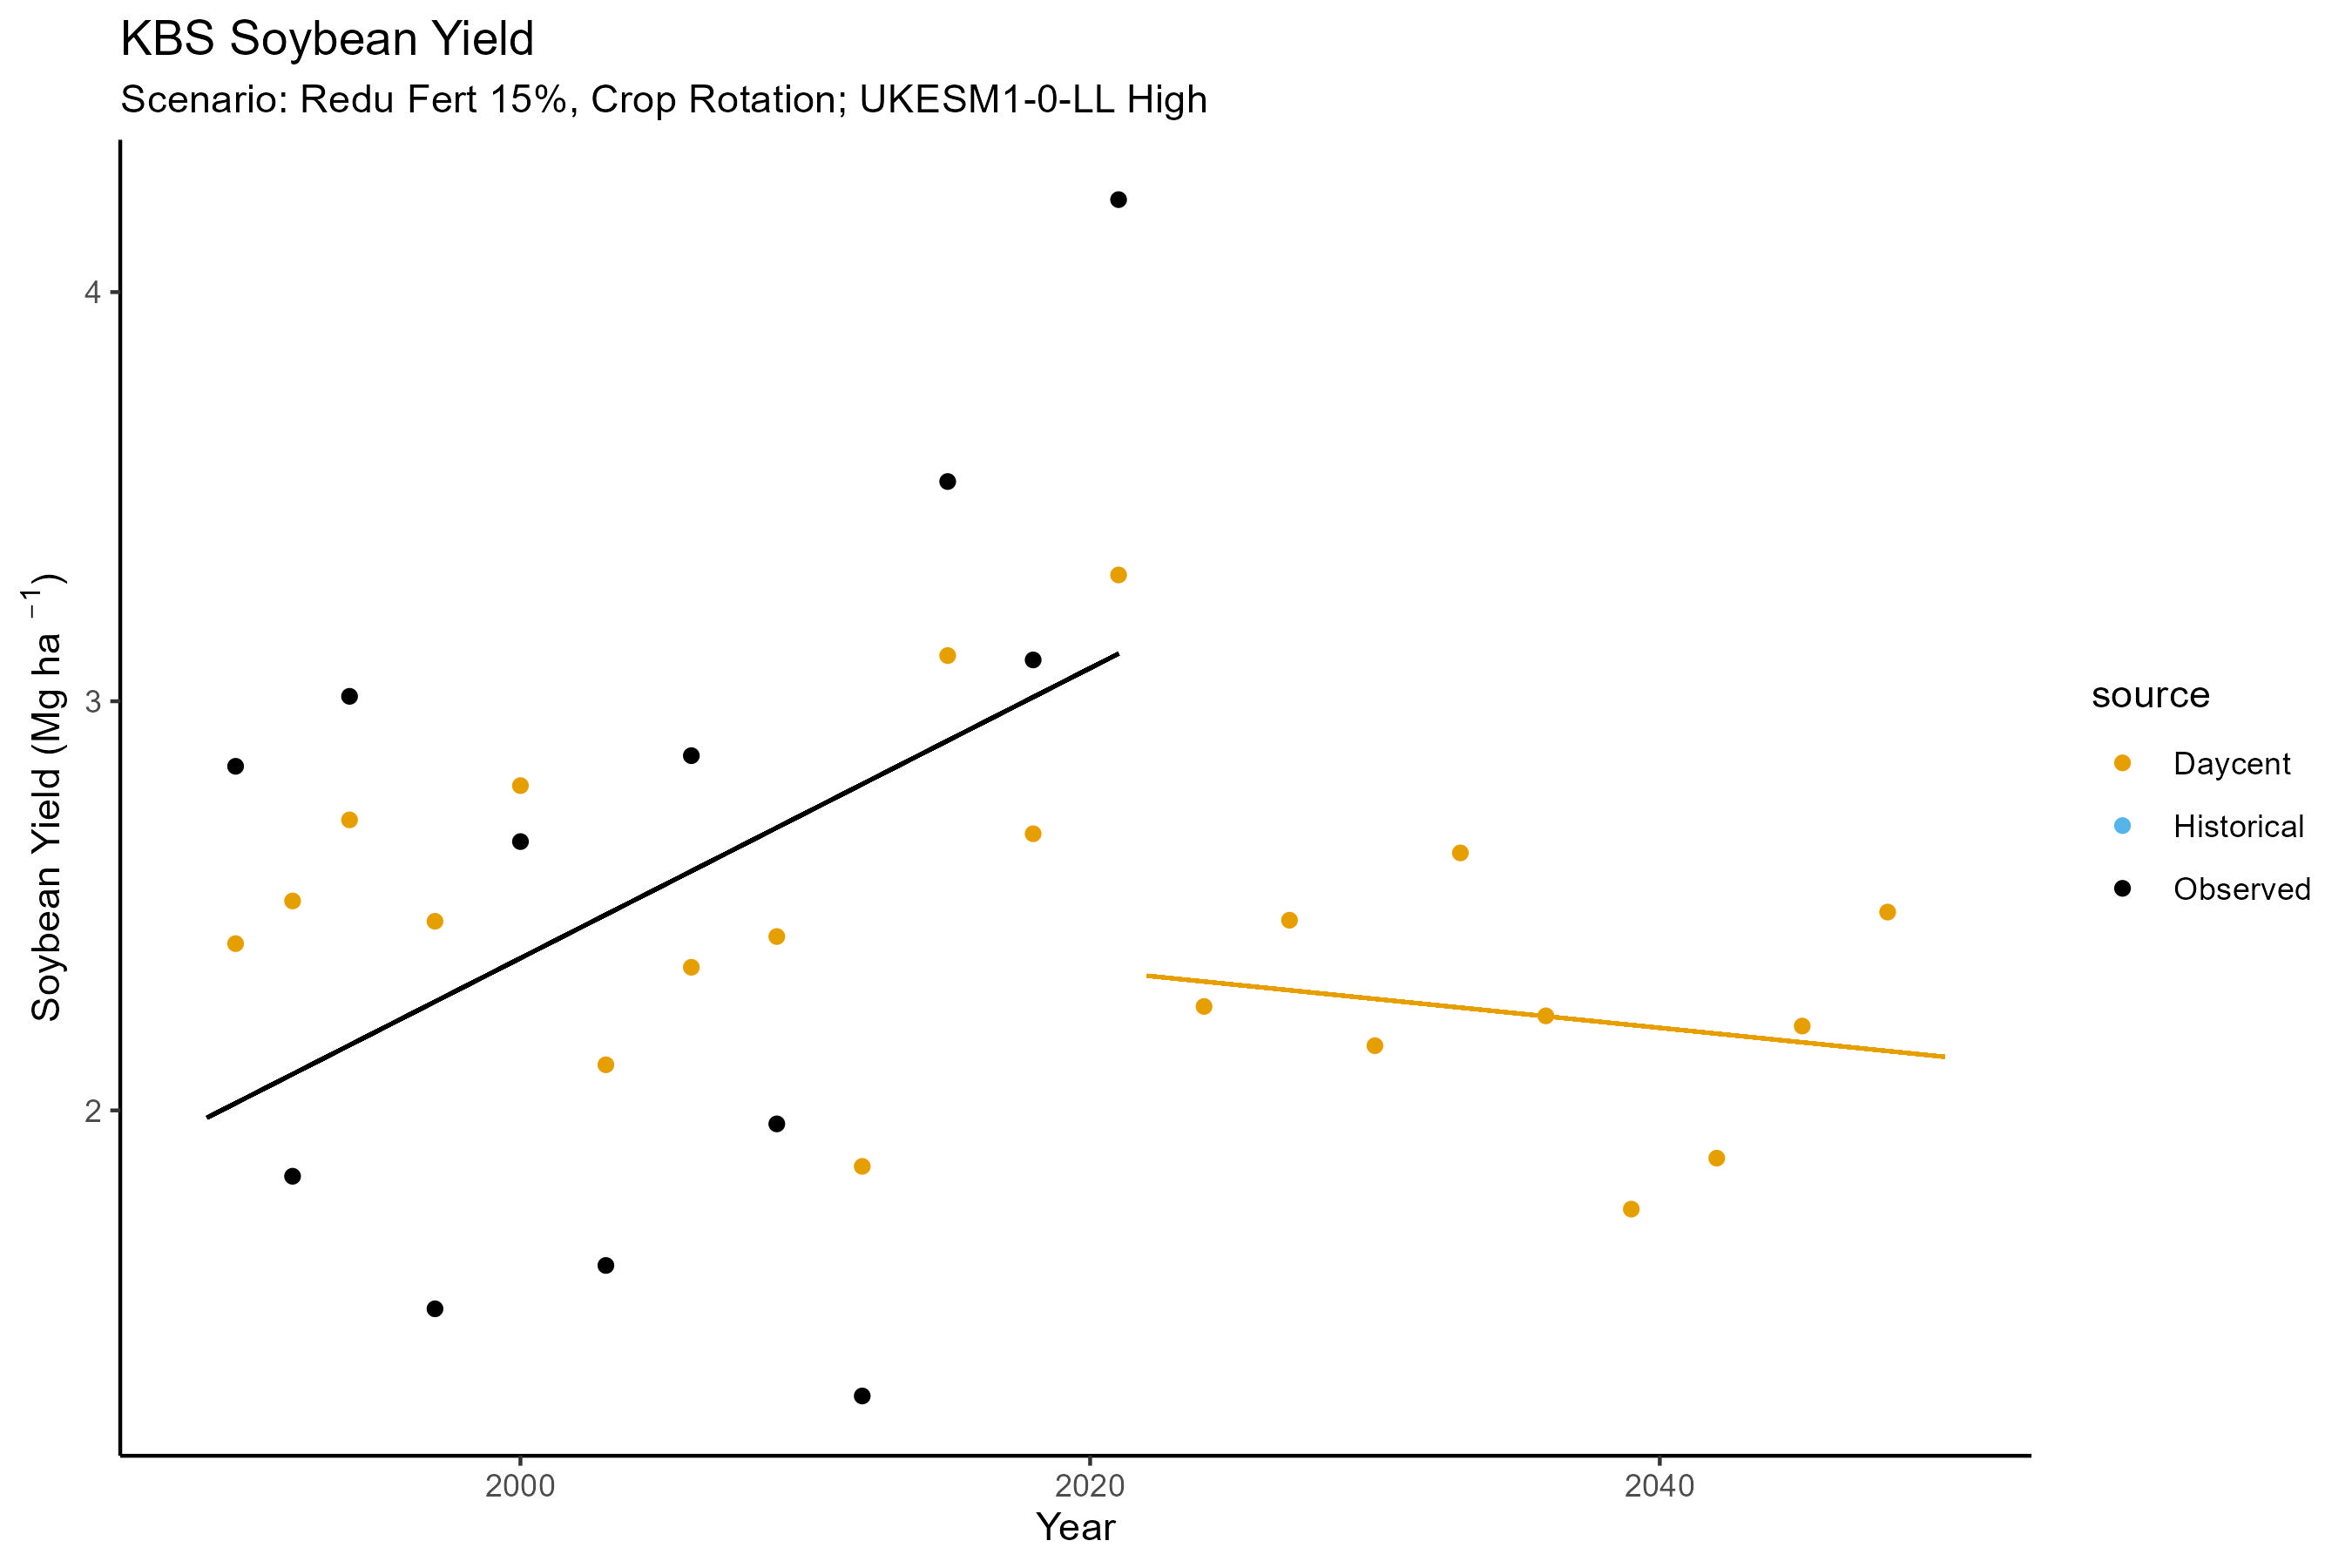 KBS Soybean Yield
Scenario: Redu Fert 15%, Crop Rotation; UKESM1-0-LL High
4
3
2
Soybean Yield (Mg ha ⁻¹)
2000
2020
2040
Year
source
Daycent
Historical
Observed